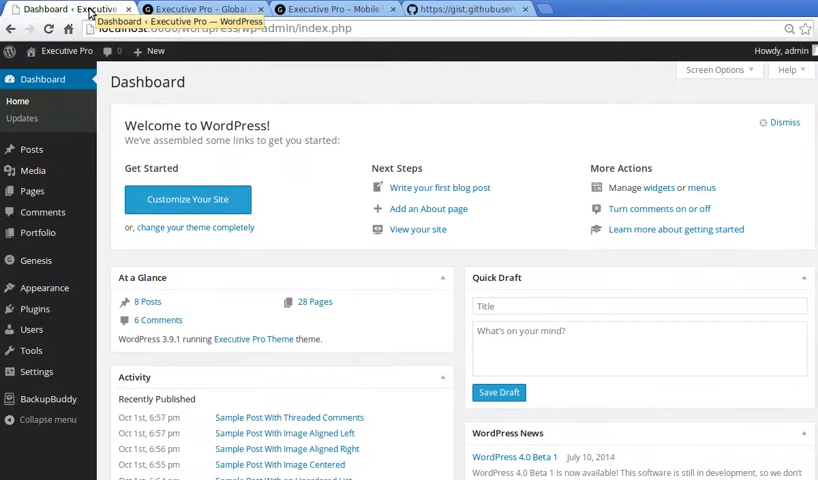 Dashboard ‹ Executive
Executive Pro – Global
Executive Pro – Mobile
https://gist.githubuser
Dashboard ‹ Executive Pro — WordPress
localhost:8080/wordpress/wp-admin/index.php
Executive Pro
0
+ New
Howdy, admin
Dashboard
Home
Updates
Posts
Media
Pages
Comments
Portfolio
Genesis
Appearance
Plugins
Users
Tools
Settings
BackupBuddy
Collapse menu
Dashboard
Screen Options
Help
Welcome to WordPress!
We've assembled some links to get you started:
Dismiss
Get Started
Customize Your Site
or, change your theme completely
Next Steps
Write your first blog post
Add an About page
View your site
More Actions
Manage widgets or menus
Turn comments on or off
Learn more about getting started
At a Glance
8 Posts
28 Pages
6 Comments
WordPress 3.9.1 running Executive Pro Theme theme.
Activity
Recently Published
Oct 1st, 6:57 pm Sample Post With Threaded Comments
Oct 1st, 6:57 pm Sample Post With Image Aligned Left
Oct 1st, 6:56 pm Sample Post With Image Aligned Right
Oct 1st, 6:55 pm Sample Post With Image Centered
Quick Draft
Title
What's on your mind?
Save Draft
WordPress News
WordPress 4.0 Beta 1 July 10, 2014
WordPress 4.0 Beta 1 is now available! This software is still in development, so we don't